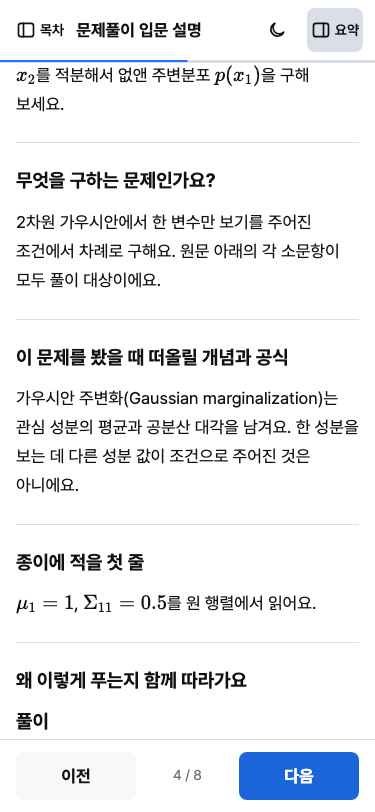 목차 문제풀이 입문 설명 요약
x₂를 적분해서 없앤 주변분포 p(x₁)을 구해
보세요.
무엇을 구하는 문제인가요?
2차원 가우시안에서 한 변수만 보기를 주어진
조건에서 차례로 구해요. 원문 아래의 각 소문항이
모두 풀이 대상이에요.
이 문제를 봤을 때 떠올릴 개념과 공식
가우시안 주변화(Gaussian marginalization)는
관심 성분의 평균과 공분산 대각을 남겨요. 한 성분을
보는 데 다른 성분 값이 조건으로 주어진 것은
아니에요.
종이에 적을 첫 줄
μ₁ = 1, Σ₁₁ = 0.5를 원 행렬에서 읽어요.
왜 이렇게 푸는지 함께 따라가요
풀이
이전 4 / 8 다음